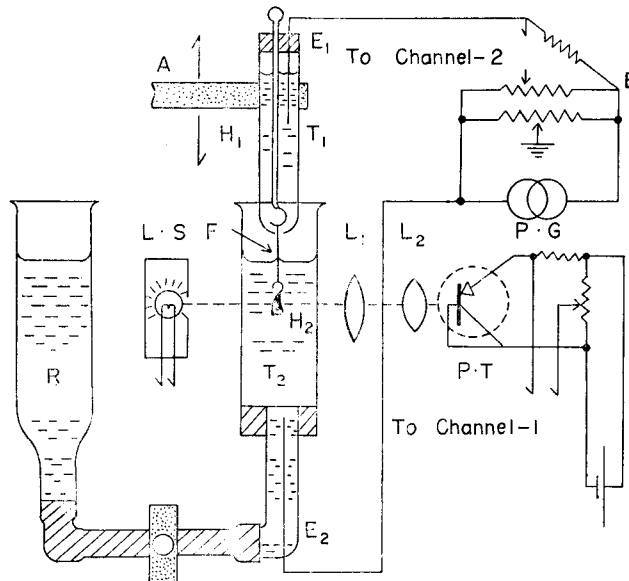 E1
To Channel-2
A
E
H1
T1
L·S
F
L1
L2
P·G
H2
R
T2
P·T
To Channel-1
E2